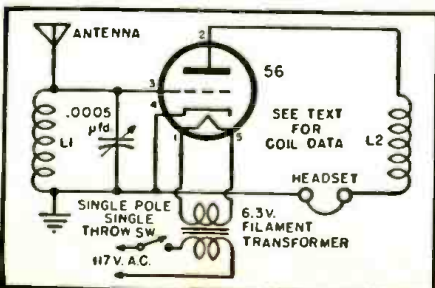 ANTENNA
2
56
3
4
.0005
µfd.
1
5
L1
SEE TEXT
FOR
COIL DATA
L2
HEADSET
SINGLE POLE
SINGLE
THROW SW.
6.3V.
FILAMENT
TRANSFORMER
117 V. A.C.